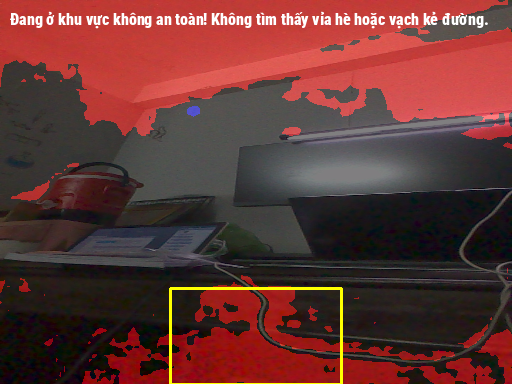 Đang ở khu vực không an toàn! Không tìm thấy vỉa hè hoặc vạch kẻ đường.